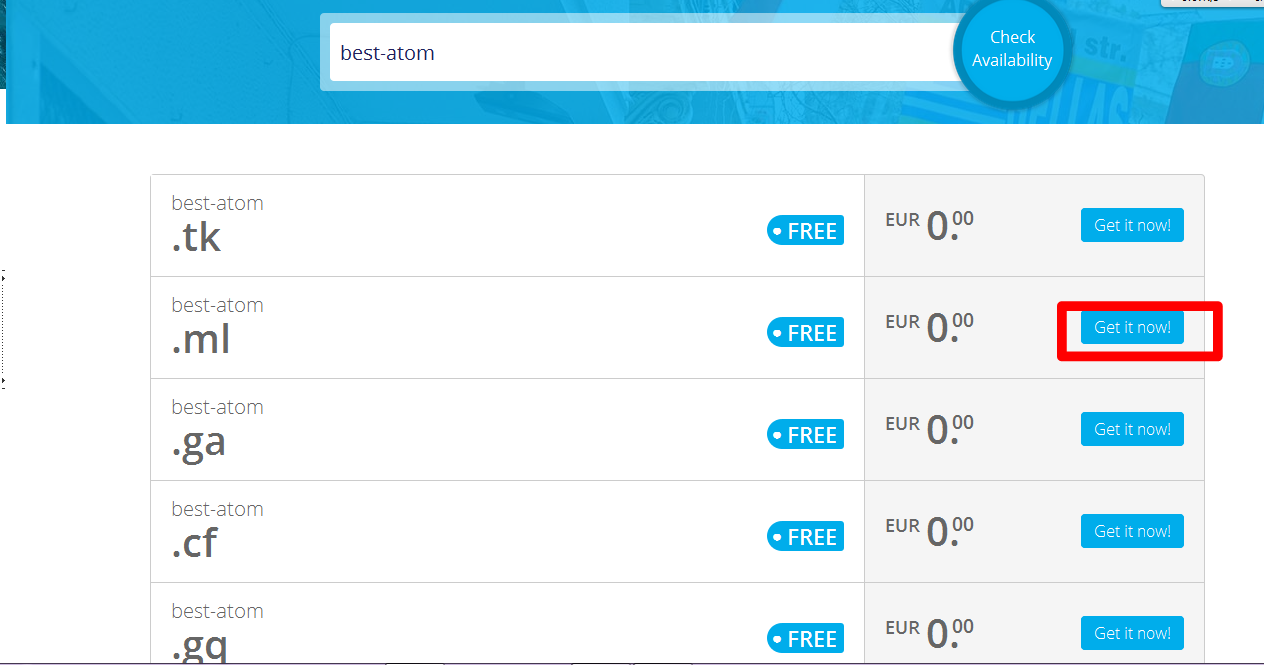 best-atom
Check
Availability
str.
best-atom
.tk
FREE
EUR 0.00
Get it now!
best-atom
.ml
FREE
EUR 0.00
Get it now!
best-atom
.ga
FREE
EUR 0.00
Get it now!
best-atom
.cf
FREE
EUR 0.00
Get it now!
best-atom
.gq
FREE
EUR 0.00
Get it now!